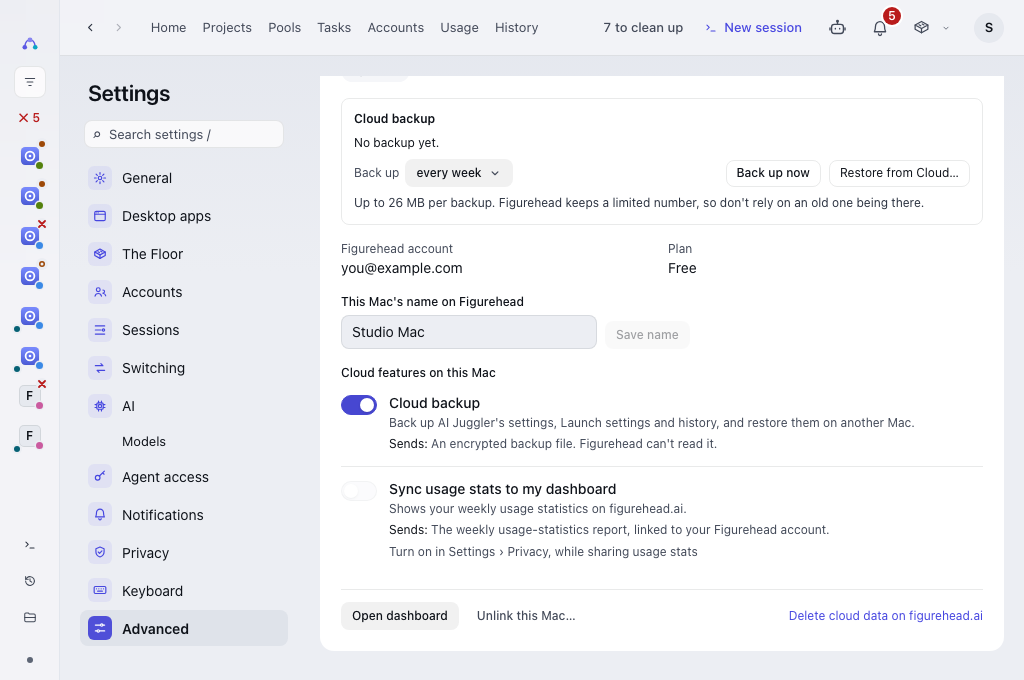 Home Projects Pools Tasks Accounts Usage History 7 to clean up New session 5 S
5
F
F
Settings
Search settings /
General
Desktop apps
The Floor
Accounts
Sessions
Switching
AI
Models
Agent access
Notifications
Privacy
Keyboard
Advanced
Cloud backup
No backup yet.
Back up every week Back up now Restore from Cloud...
Up to 26 MB per backup. Figurehead keeps a limited number, so don't rely on an old one being there.
Figurehead account Plan
you@example.com Free
This Mac's name on Figurehead
Studio Mac Save name
Cloud features on this Mac
Cloud backup
Back up AI Juggler's settings, Launch settings and history, and restore them on another Mac.
Sends: An encrypted backup file. Figurehead can't read it.
Sync usage stats to my dashboard
Shows your weekly usage statistics on figurehead.ai.
Sends: The weekly usage-statistics report, linked to your Figurehead account.
Turn on in Settings › Privacy, while sharing usage stats
Open dashboard Unlink this Mac... Delete cloud data on figurehead.ai